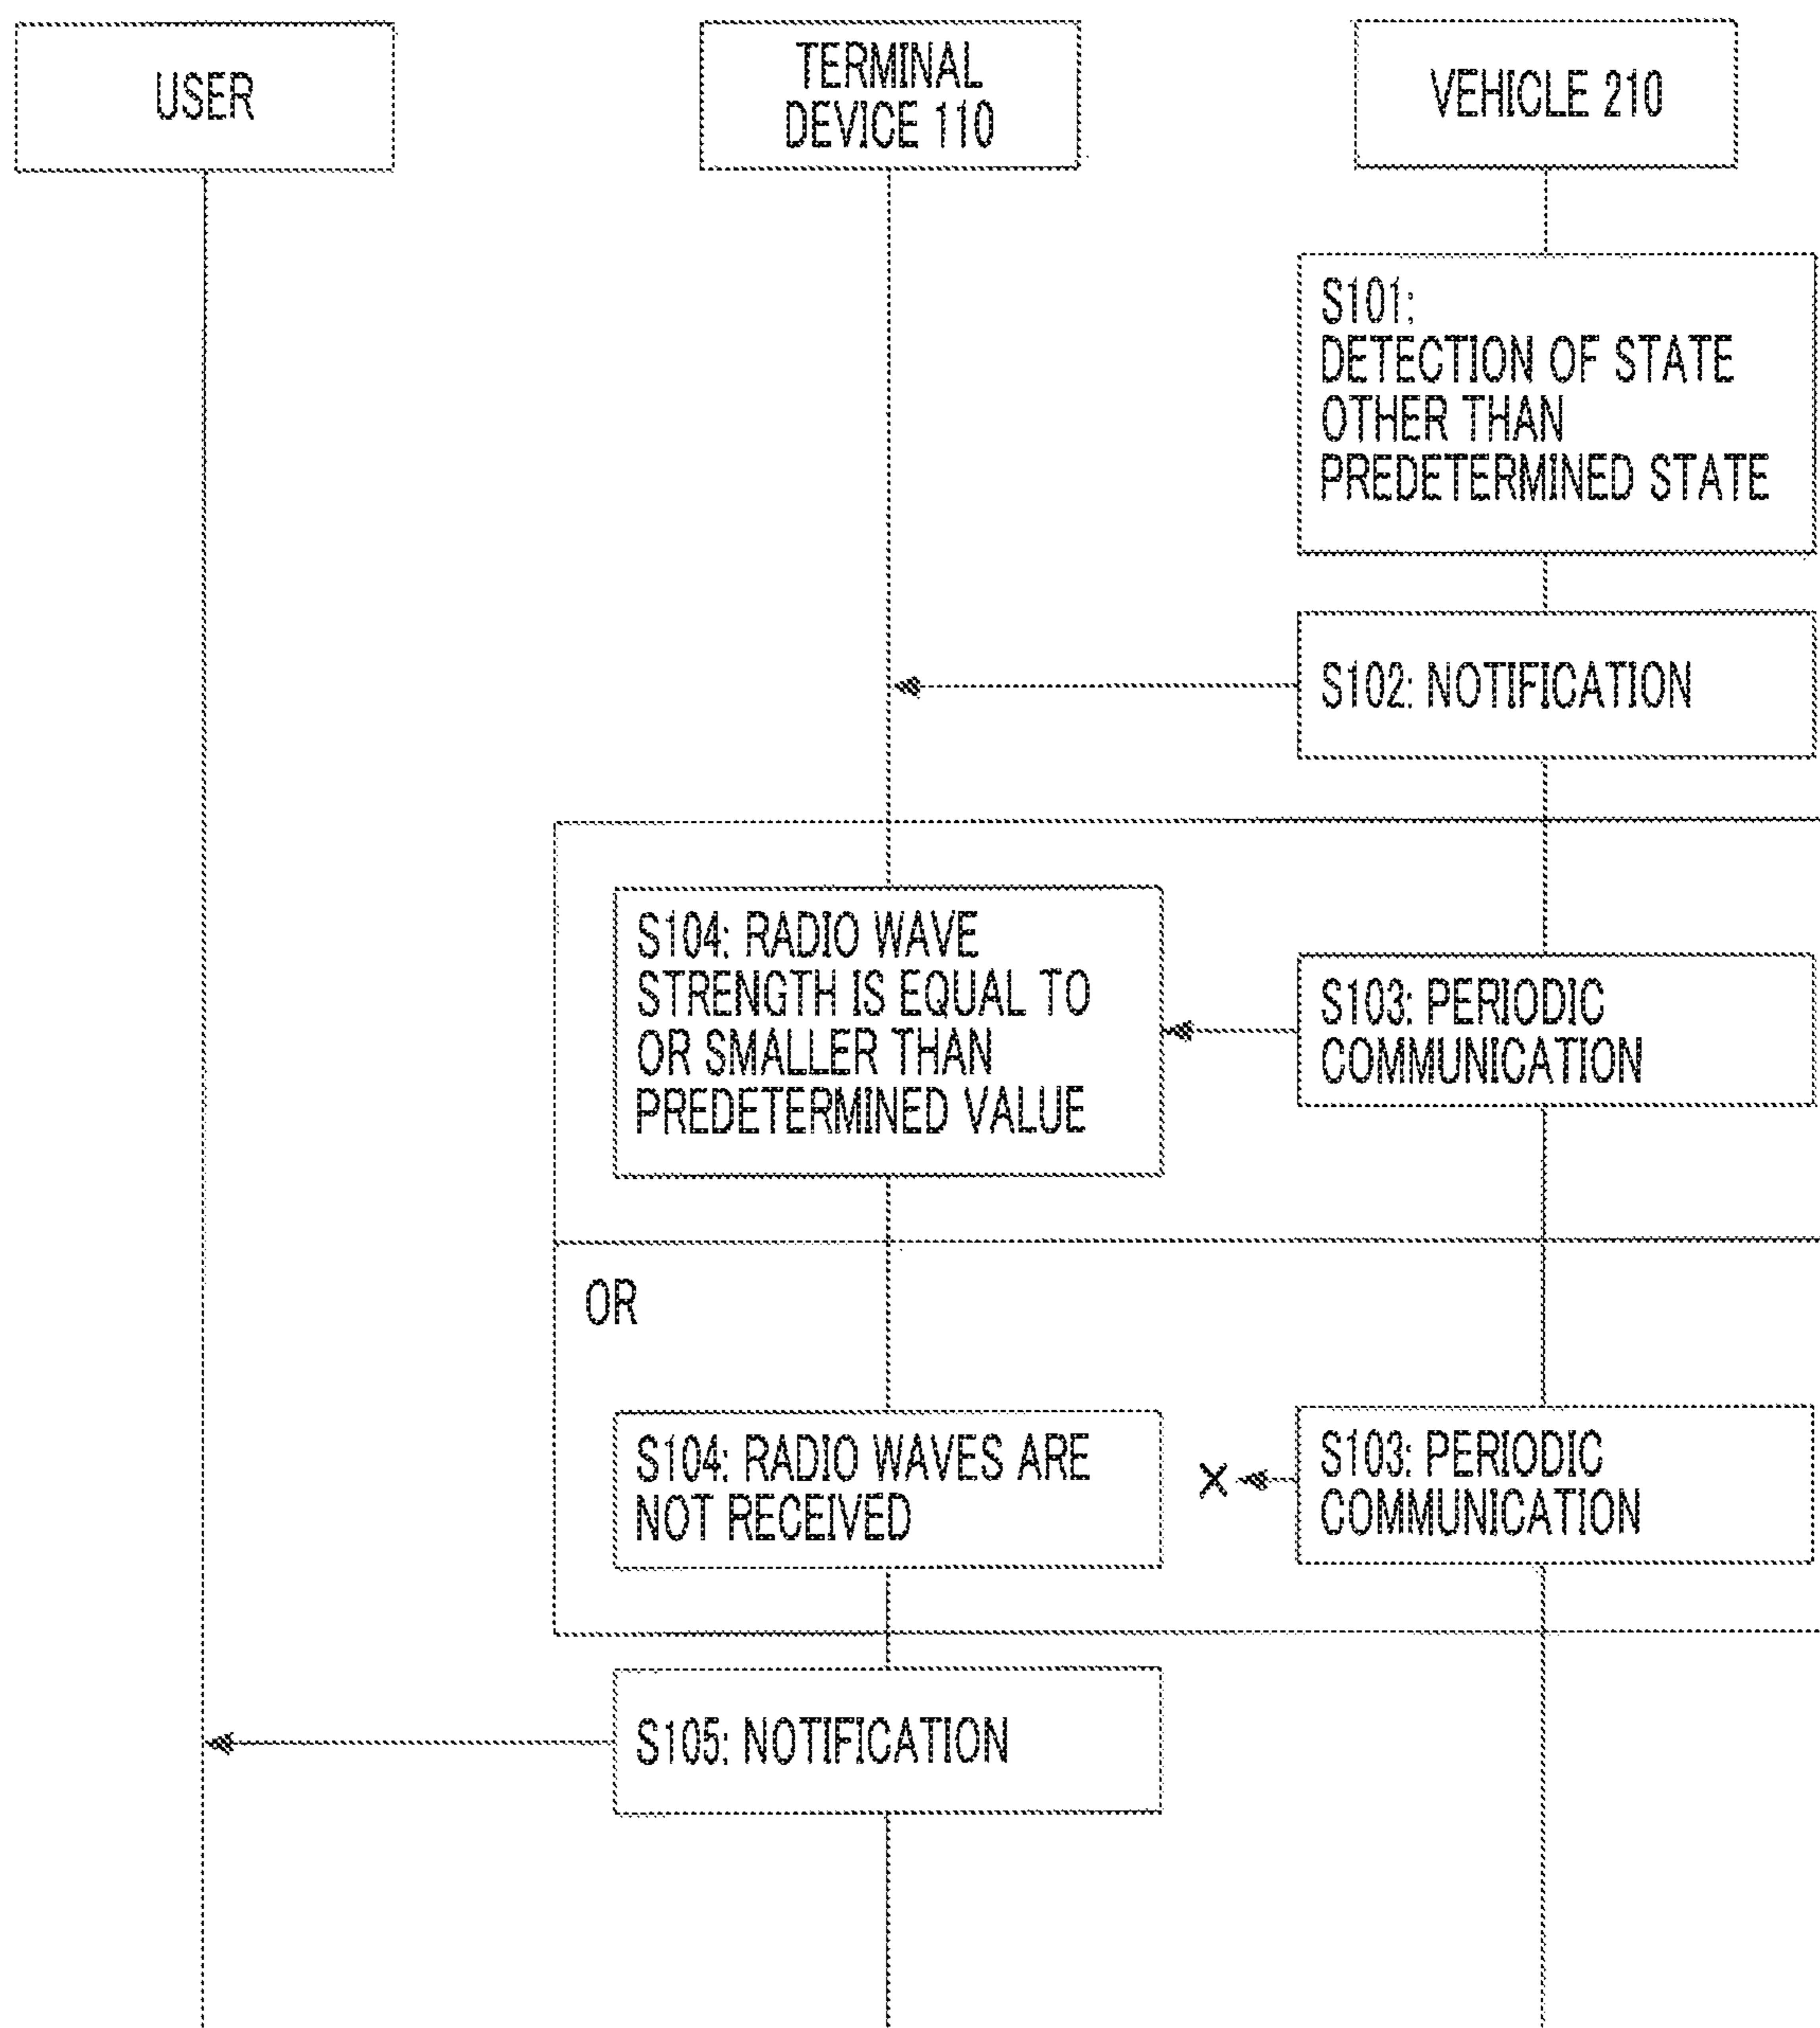 USER
TERMINAL
DEVICE 110
VEHICLE 210
S101:
DETECTION OF STATE
OTHER THAN
PREDETERMINED STATE
S102: NOTIFICATION
S104: RADIO WAVE
STRENGTH IS EQUAL TO
OR SMALLER THAN
PREDETERMINED VALUE
S103: PERIODIC
COMMUNICATION
OR
S104: RADIO WAVES ARE
NOT RECEIVED
X
S103: PERIODIC
COMMUNICATION
S105: NOTIFICATION